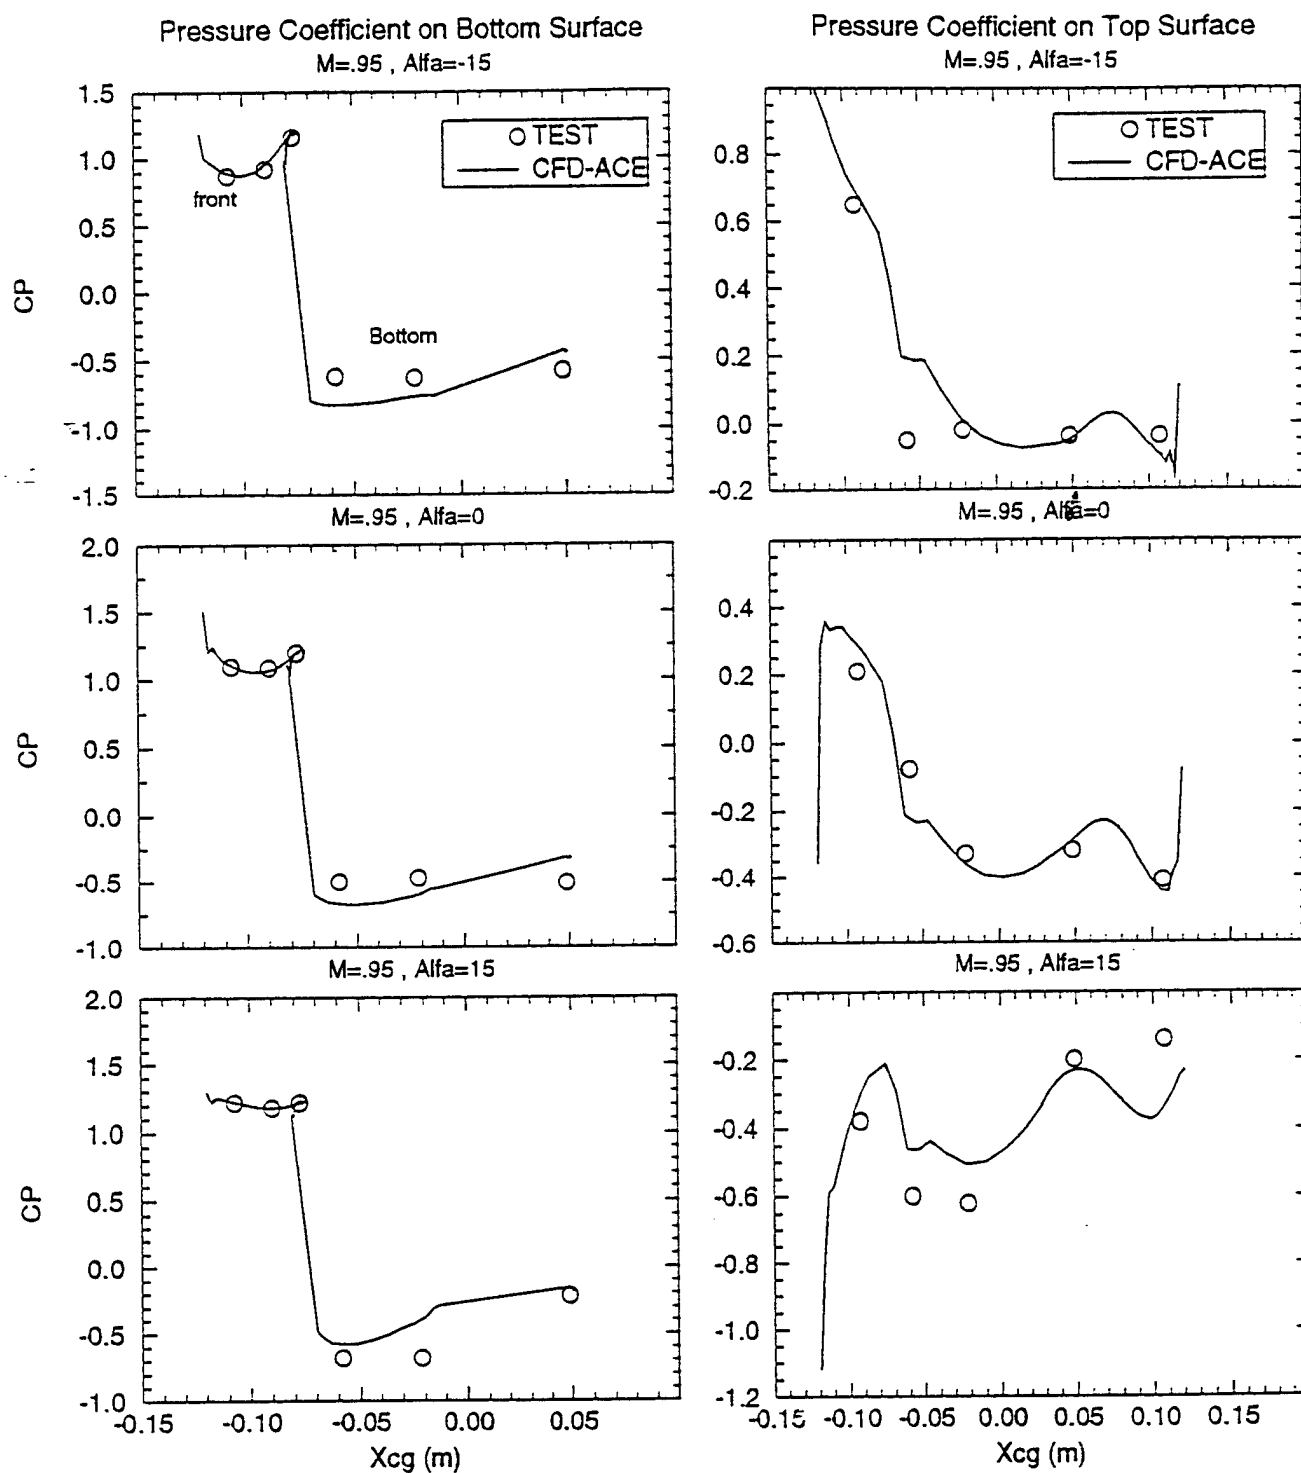 Pressure Coefficient on Bottom Surface
M=.95 , Alfa=-15
1.5
1.0
0.5
0.0
-0.5
-1.0
-1.5
CP
TEST
CFD-ACE
front
Bottom
Pressure Coefficient on Top Surface
M=.95 , Alfa=-15
0.8
0.6
0.4
0.2
0.0
-0.2
TEST
CFD-ACE
M=.95 , Alfa=0
2.0
1.5
1.0
0.5
0.0
-0.5
-1.0
CP
M=.95 , Alfa=0
0.4
0.2
0.0
-0.2
-0.4
-0.6
M=.95 , Alfa=15
2.0
1.5
1.0
0.5
0.0
-0.5
-1.0
CP
-0.15 -0.10 -0.05 0.00 0.05
Xcg (m)
M=.95 , Alfa=15
-0.2
-0.4
-0.6
-0.8
-1.0
-1.2
-0.15 -0.10 -0.05 0.00 0.05 0.10 0.15
Xcg (m)